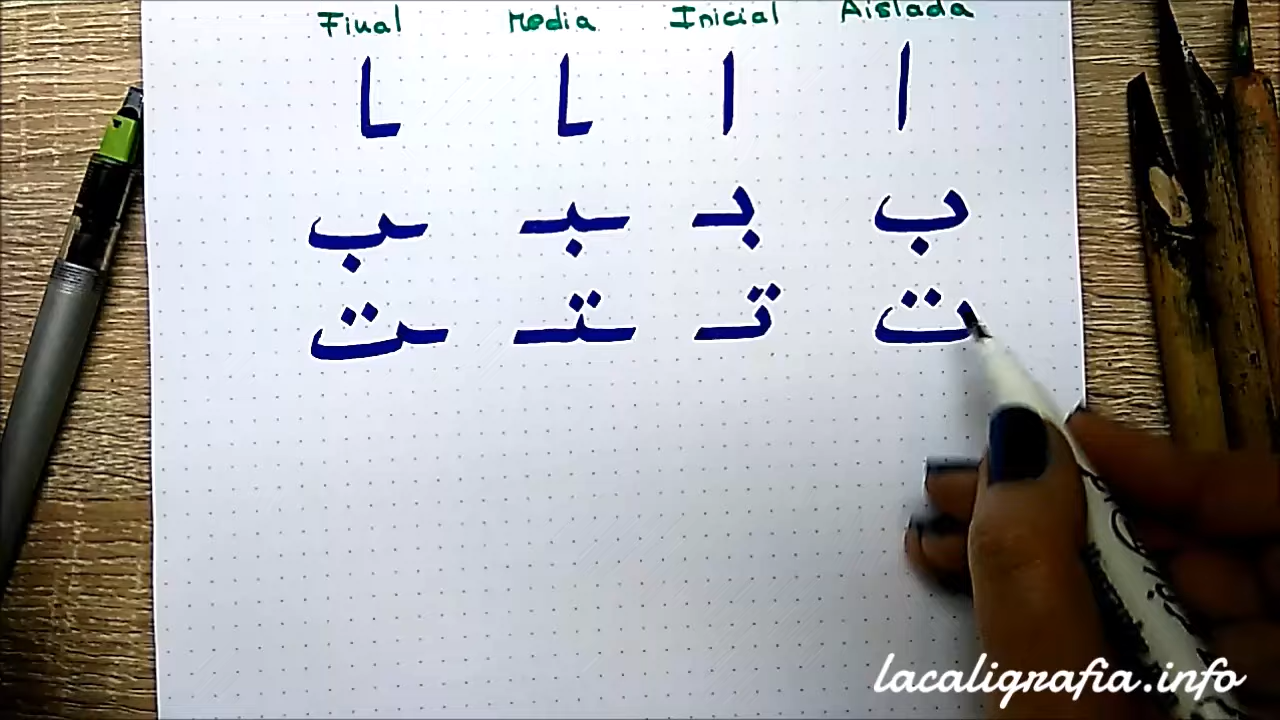 Final Media Inicial Aislada
ـا ـا ا ا
ـب ـبـ بـ ب
ـت ـتـ تـ ت
lacaligrafia.info